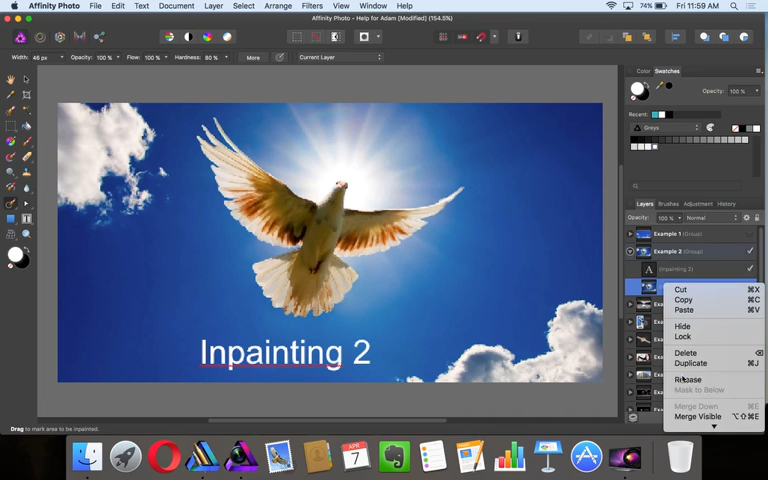 Affinity Photo File Edit Text Document Layer Select Arrange Filters View Window Help 74% Fri 11:59 AM
Affinity Photo - Help for Adam [Modified] (154.5%)
Width: 46 px Opacity: 100 % Flow: 100 % Hardness: 80 % More Current Layer
Color Swatches
Opacity: 100 %
Recent:
Greys
Layers Brushes Adjustment History
Opacity: 100 % Normal
Example 1 (Group)
Example 2 (Group)
A (Inpainting 2)
Cut ⌘X
Copy ⌘C
Paste ⌘V
Hide
Lock
Delete
Duplicate ⌘J
Release
Mask to Below
Merge Down ⌘E
Merge Visible ⌥⇧⌘E
Inpainting 2
Drag to mark area to be inpainted.
APR
7